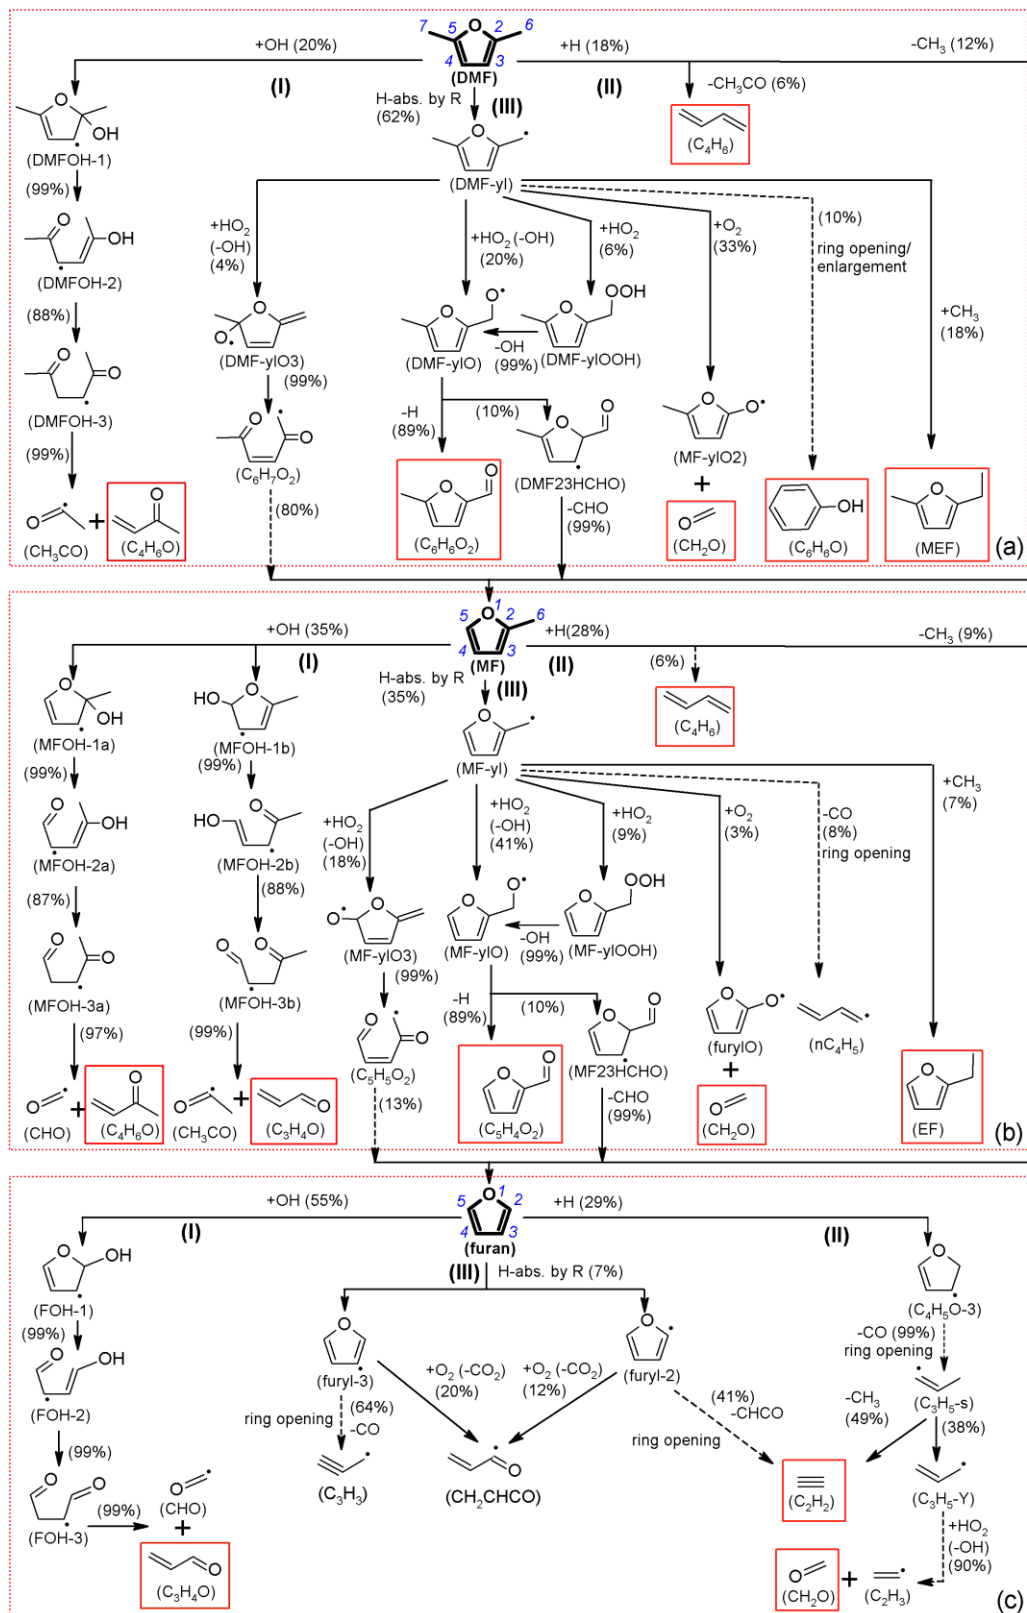 7 5 O 2 6
4 3
(DMF)
+OH (20%)
+H (18%)
-CH3 (12%)
(I)
(II)
-CH3CO (6%)
(C4H6)
H-abs. by R
(62%)
(III)
O
OH
(DMFOH-1)
(99%)
O
OH
(DMFOH-2)
(88%)
O
O
(DMFOH-3)
(99%)
O
(CH3CO)
+
O
(C4H6O)
O
(DMF-yl)
+HO2
(-OH)
(4%)
+HO2 (-OH)
(20%)
+HO2
(6%)
+O2
(33%)
(10%)
ring opening/
enlargement
+CH3
(18%)
O
O
(DMF-ylO3)
(99%)
O
O
(C6H7O2)
(80%)
O
O
(DMF-ylO)
-OH
(99%)
O
OOH
(DMF-ylOOH)
-H
(89%)
(10%)
O
O
(C6H6O2)
O
O
(DMF23HCHO)
-CHO
(99%)
O
O
(MF-ylO2)
+
O
(CH2O)
OH
(C6H6O)
O
(MEF)
(a)
5 O 1 2 6
4 3
(MF)
+OH (35%)
+H(28%)
-CH3 (9%)
(I)
(II)
(6%)
(C4H6)
H-abs. by R
(35%)
(III)
O
OH
(MFOH-1a)
(99%)
O
OH
(MFOH-2a)
(87%)
O
O
(MFOH-3a)
(97%)
O
(CHO)
+
O
(C4H6O)
HO
O
(MFOH-1b)
(99%)
HO
O
(MFOH-2b)
(88%)
O
O
(MFOH-3b)
(99%)
O
(CH3CO)
+
O
(C3H4O)
O
(MF-yl)
+HO2
(-OH)
(18%)
+HO2
(-OH)
(41%)
+HO2
(9%)
+O2
(3%)
-CO
(8%)
ring opening
+CH3
(7%)
O
O
(MF-ylO3)
(99%)
O
O
(C5H5O2)
(13%)
O
O
(MF-ylO)
-OH
(99%)
O
OOH
(MF-ylOOH)
-H
(89%)
(10%)
O
O
(C5H4O2)
O
O
(MF23HCHO)
-CHO
(99%)
O
O
(furylO)
+
O
(CH2O)
(nC4H5)
O
(EF)
(b)
5 O 1 2
4 3
(furan)
+OH (55%)
+H (29%)
(I)
(II)
(III)
H-abs. by R (7%)
O
OH
(FOH-1)
(99%)
O
OH
(FOH-2)
(99%)
O
O
(FOH-3)
(99%)
O
(CHO)
+
O
(C3H4O)
O
(furyl-3)
ring opening
(64%)
-CO
(C3H3)
+O2 (-CO2)
(20%)
+O2 (-CO2)
(12%)
O
(CH2CHCO)
O
(furyl-2)
(41%)
-CHCO
ring opening
(C2H2)
O
(C4H5O-3)
-CO (99%)
ring opening
(C3H5-s)
-CH3
(49%)
(38%)
(C3H5-Y)
+HO2
(-OH)
(90%)
O
(CH2O)
+
(C2H3)
(c)